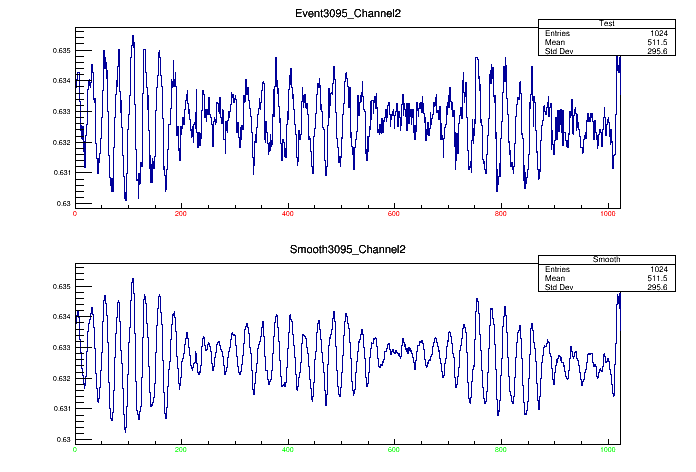 Event3095_Channel2
Test
Entries 1024
Mean 511.5
Std Dev 295.6
0.635
0.634
0.633
0.632
0.631
0.63
0 200 400 600 800 1000
Smooth3095_Channel2
Smooth
Entries 1024
Mean 511.5
Std Dev 295.6
0.635
0.634
0.633
0.632
0.631
0.63
0 200 400 600 800 1000